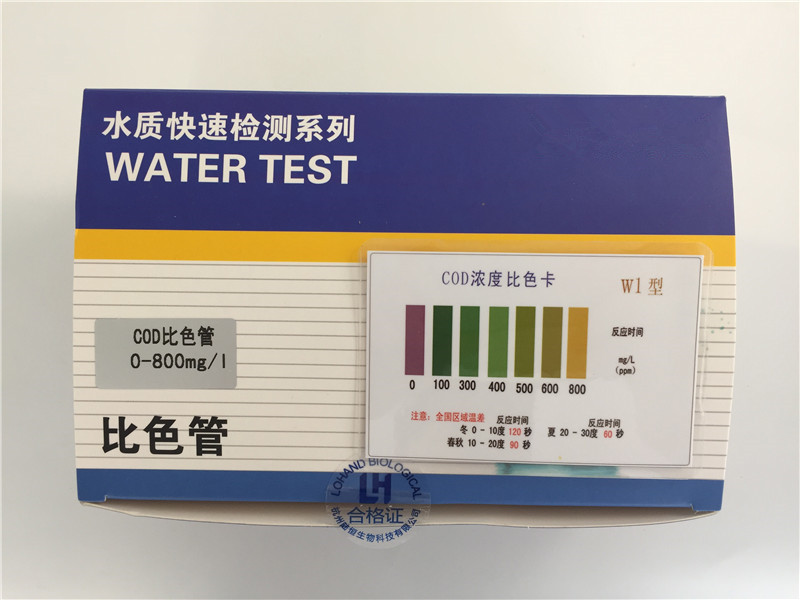 水质快速检测系列
WATER TEST
COD比色管
0-800mg/l
比色管
COD浓度比色卡
W1型
反应时间
mg/L
(ppm)
0 100 300 400 500 600 800
注意：全国区域温差 反应时间 反应时间
冬 0-10度 120 秒 夏 20-30度 60 秒
春秋 10-20度 90 秒
LOHAND BIOLOGICAL
LH
合格证
杭州陆恒生物科技有限公司